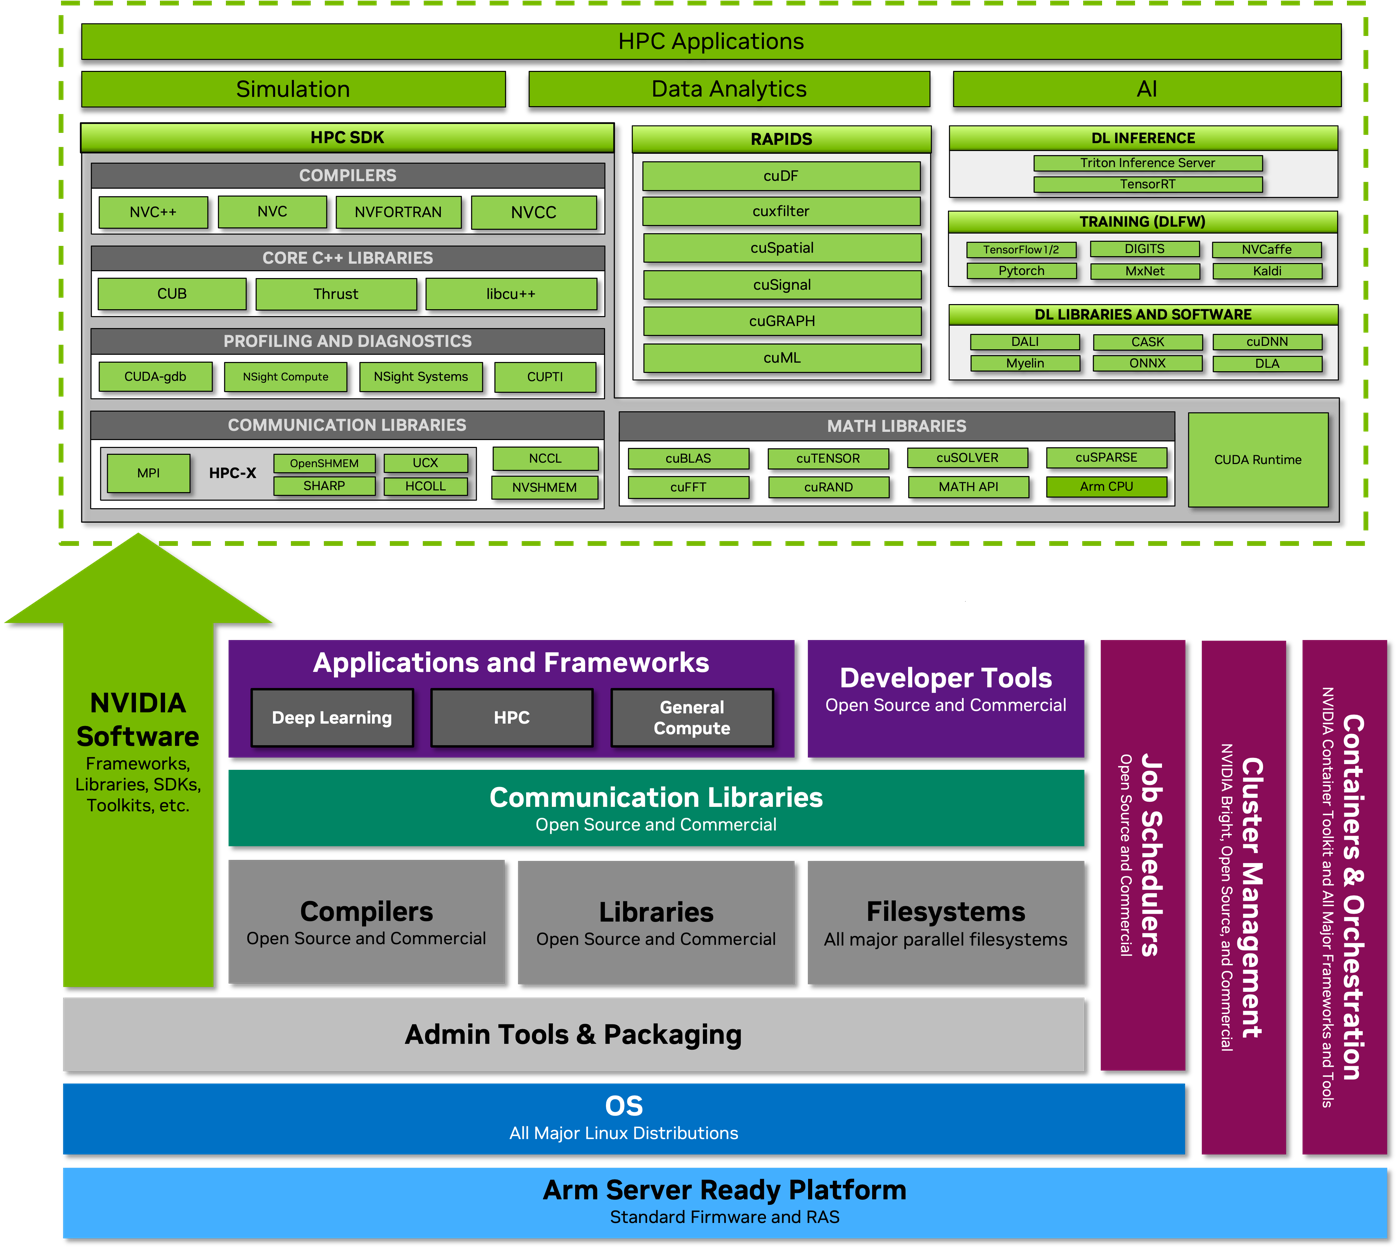 HPC Applications
Simulation
Data Analytics
AI
HPC SDK
COMPILERS
NVC++
NVC
NVFORTRAN
NVCC
CORE C++ LIBRARIES
CUB
Thrust
libcu++
PROFILING AND DIAGNOSTICS
CUDA-gdb
NSight Compute
NSight Systems
CUPTI
COMMUNICATION LIBRARIES
MPI
HPC-X
OpenSHMEM
UCX
SHARP
HCOLL
NCCL
NVSHMEM
RAPIDS
cuDF
cuxfilter
cuSpatial
cuSignal
cuGRAPH
cuML
DL INFERENCE
Triton Inference Server
TensorRT
TRAINING (DLFW)
TensorFlow1/2
DIGITS
NVCaffe
Pytorch
MxNet
Kaldi
DL LIBRARIES AND SOFTWARE
DALI
CASK
cuDNN
Myelin
ONNX
DLA
MATH LIBRARIES
cuBLAS
cuTENSOR
cuSOLVER
cuSPARSE
cuFFT
cuRAND
MATH API
Arm CPU
CUDA Runtime
NVIDIA
Software
Frameworks,
Libraries, SDKs,
Toolkits, etc.
Applications and Frameworks
Deep Learning
HPC
General
Compute
Developer Tools
Open Source and Commercial
Communication Libraries
Open Source and Commercial
Compilers
Open Source and Commercial
Libraries
Open Source and Commercial
Filesystems
All major parallel filesystems
Job Schedulers
Open Source and Commercial
Cluster Management
NVIDIA Bright, Open Source, and Commercial
Containers & Orchestration
NVIDIA Container Toolkit and All Major Frameworks and Tools
Admin Tools & Packaging
OS
All Major Linux Distributions
Arm Server Ready Platform
Standard Firmware and RAS